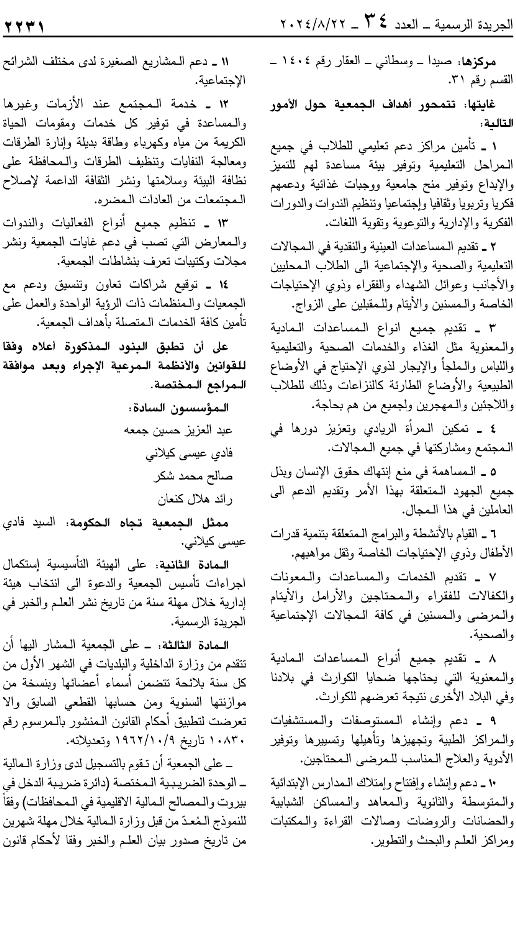 الجريدة الرسمية ـ العدد ٣٤ ـ ٢٠٢٤/٨/٢٢
٢٢٣١
مركزها: صيدا ـ وسطاني ـ العقار رقم ١٤٠٤ ـ
القسم رقم ٣١.
غايتها: تتمحور أهداف الجمعية حول الأمور
التالية:
١ ـ تأمين مراكز دعم تعليمي للطلاب في جميع
المراحل التعليمية وتوفير بيئة مساعدة لهم للتميز
والإبداع وتوفير منح جامعية ووجبات غذائية ودعمهم
فكريا وتربويا وثقافيا وإجتماعيا وتنظيم الندوات والدورات
الفكرية والإدارية والتوعوية وتقوية اللغات.
٢ ـ تقديم المساعدات العينية والنقدية في المجالات
التعليمية والصحية والإجتماعية الى الطلاب المحليين
والأجانب وعوائل الشهداء والفقراء وذوي الإحتياجات
الخاصة والمسنين والأيتام وللمقبلين على الزواج.
٣ ـ تقديم جميع انواع المساعدات المادية
والمعنوية مثل الغذاء والخدمات الصحية والتعليمية
واللباس والملجأ والإيجار لذوي الإحتياج في الأوضاع
الطبيعية والأوضاع الطارئة كالنزاعات وذلك للطلاب
واللاجئين والمهجرين ولجميع من هم بحاجة.
٤ ـ تمكين المرأة الريادي وتعزيز دورها في
المجتمع ومشاركتها في جميع المجالات.
٥ ـ المساهمة في منع إنتهاك حقوق الإنسان وبذل
جميع الجهود المتعلقة بهذا الأمر وتقديم الدعم الى
العاملين في هذا المجال.
٦ ـ القيام بالأنشطة والبرامج المتعلقة بتنمية قدرات
الأطفال وذوي الإحتياجات الخاصة وثقل مواهبهم.
٧ ـ تقديم الخدمات والمساعدات والمعونات
والكفالات للفقراء والمحتاجين والأرامل والأيتام
والمرضى والمسنين في كافة المجالات الإجتماعية
والصحية.
٨ ـ تقديم جميع أنواع المساعدات المادية
والمعنوية التي يحتاجها ضحايا الكوارث في بلادنا
وفي البلاد الأخرى نتيجة تعرضهم للكوارث.
٩ ـ دعم وإنشاء المستوصفات والمستشفيات
والمراكز الطبية وتجهيزها وتأهيلها وتسييرها وتوفير
الأدوية والعلاج المناسب للمرضى المحتاجين.
١٠ ـ دعم وإنشاء وإفتتاح وإمتلاك المدارس الإبتدائية
والمتوسطة والثانوية والمعاهد والمساكن الشبابية
والحضانات والروضات وصالات القراءة والمكتبات
ومراكز العلم والبحث والتطوير.
١١ ـ دعم المشاريع الصغيرة لدى مختلف الشرائح
الإجتماعية.
١٢ ـ خدمة المجتمع عند الأزمات وغيرها
والمساعدة في توفير كل خدمات ومقومات الحياة
الكريمة من مياه وكهرباء وطاقة بديلة وإنارة الطرقات
ومعالجة النفايات وتنظيف الطرقات والمحافظة على
نظافة البيئة وسلامتها ونشر الثقافة الداعمة لإصلاح
المجتمعات من العادات المضره.
١٣ ـ تنظيم جميع أنواع الفعاليات والندوات
والمعارض التي تصب في دعم غايات الجمعية ونشر
مجلات وكتيبات تعرف بنشاطات الجمعية.
١٤ ـ توقيع شراكات تعاون وتنسيق ودعم مع
الجمعيات والمنظمات ذات الرؤية الواحدة والعمل على
تأمين كافة الخدمات المتصلة بأهداف الجمعية.
على أن تطبق البنود المذكورة أعلاه وفقا
للقوانين والأنظمة المرعية الإجراء وبعد موافقة
المراجع المختصة.
المؤسسون السادة:
عبد العزيز حسين جمعه
فادي عيسى كيلاني
صالح محمد شكر
رائد هلال كنعان
ممثل الجمعية تجاه الحكومة: السيد فادي
عيسى كيلاني.
المادة الثانية: على الهيئة التأسيسية إستكمال
اجراءات تأسيس الجمعية والدعوة الى انتخاب هيئة
إدارية خلال مهلة سنة من تاريخ نشر العلم والخبر في
الجريدة الرسمية.
المادة الثالثة: ـ على الجمعية المشار اليها أن
تتقدم من وزارة الداخلية والبلديات في الشهر الأول من
كل سنة بلائحة تتضمن أسماء أعضائها وبنسخة من
موازنتها السنوية ومن حسابها القطعي السابق والا
تعرضت لتطبيق أحكام القانون المنشور بالمرسوم رقم
١٠٨٣٠ تاريخ ١٩٦٢/١٠/٩ وتعديلاته.
ـ على الجمعية أن تقوم بالتسجيل لدى وزارة المالية
ـ الوحدة الضريبية المختصة (دائرة ضريبة الدخل في
بيروت والمصالح المالية الاقليمية في المحافظات) وفقاً
للنموذج المُعدّ من قبل وزارة المالية خلال مهلة شهرين
من تاريخ صدور بيان العلم والخبر وفقا لأحكام قانون